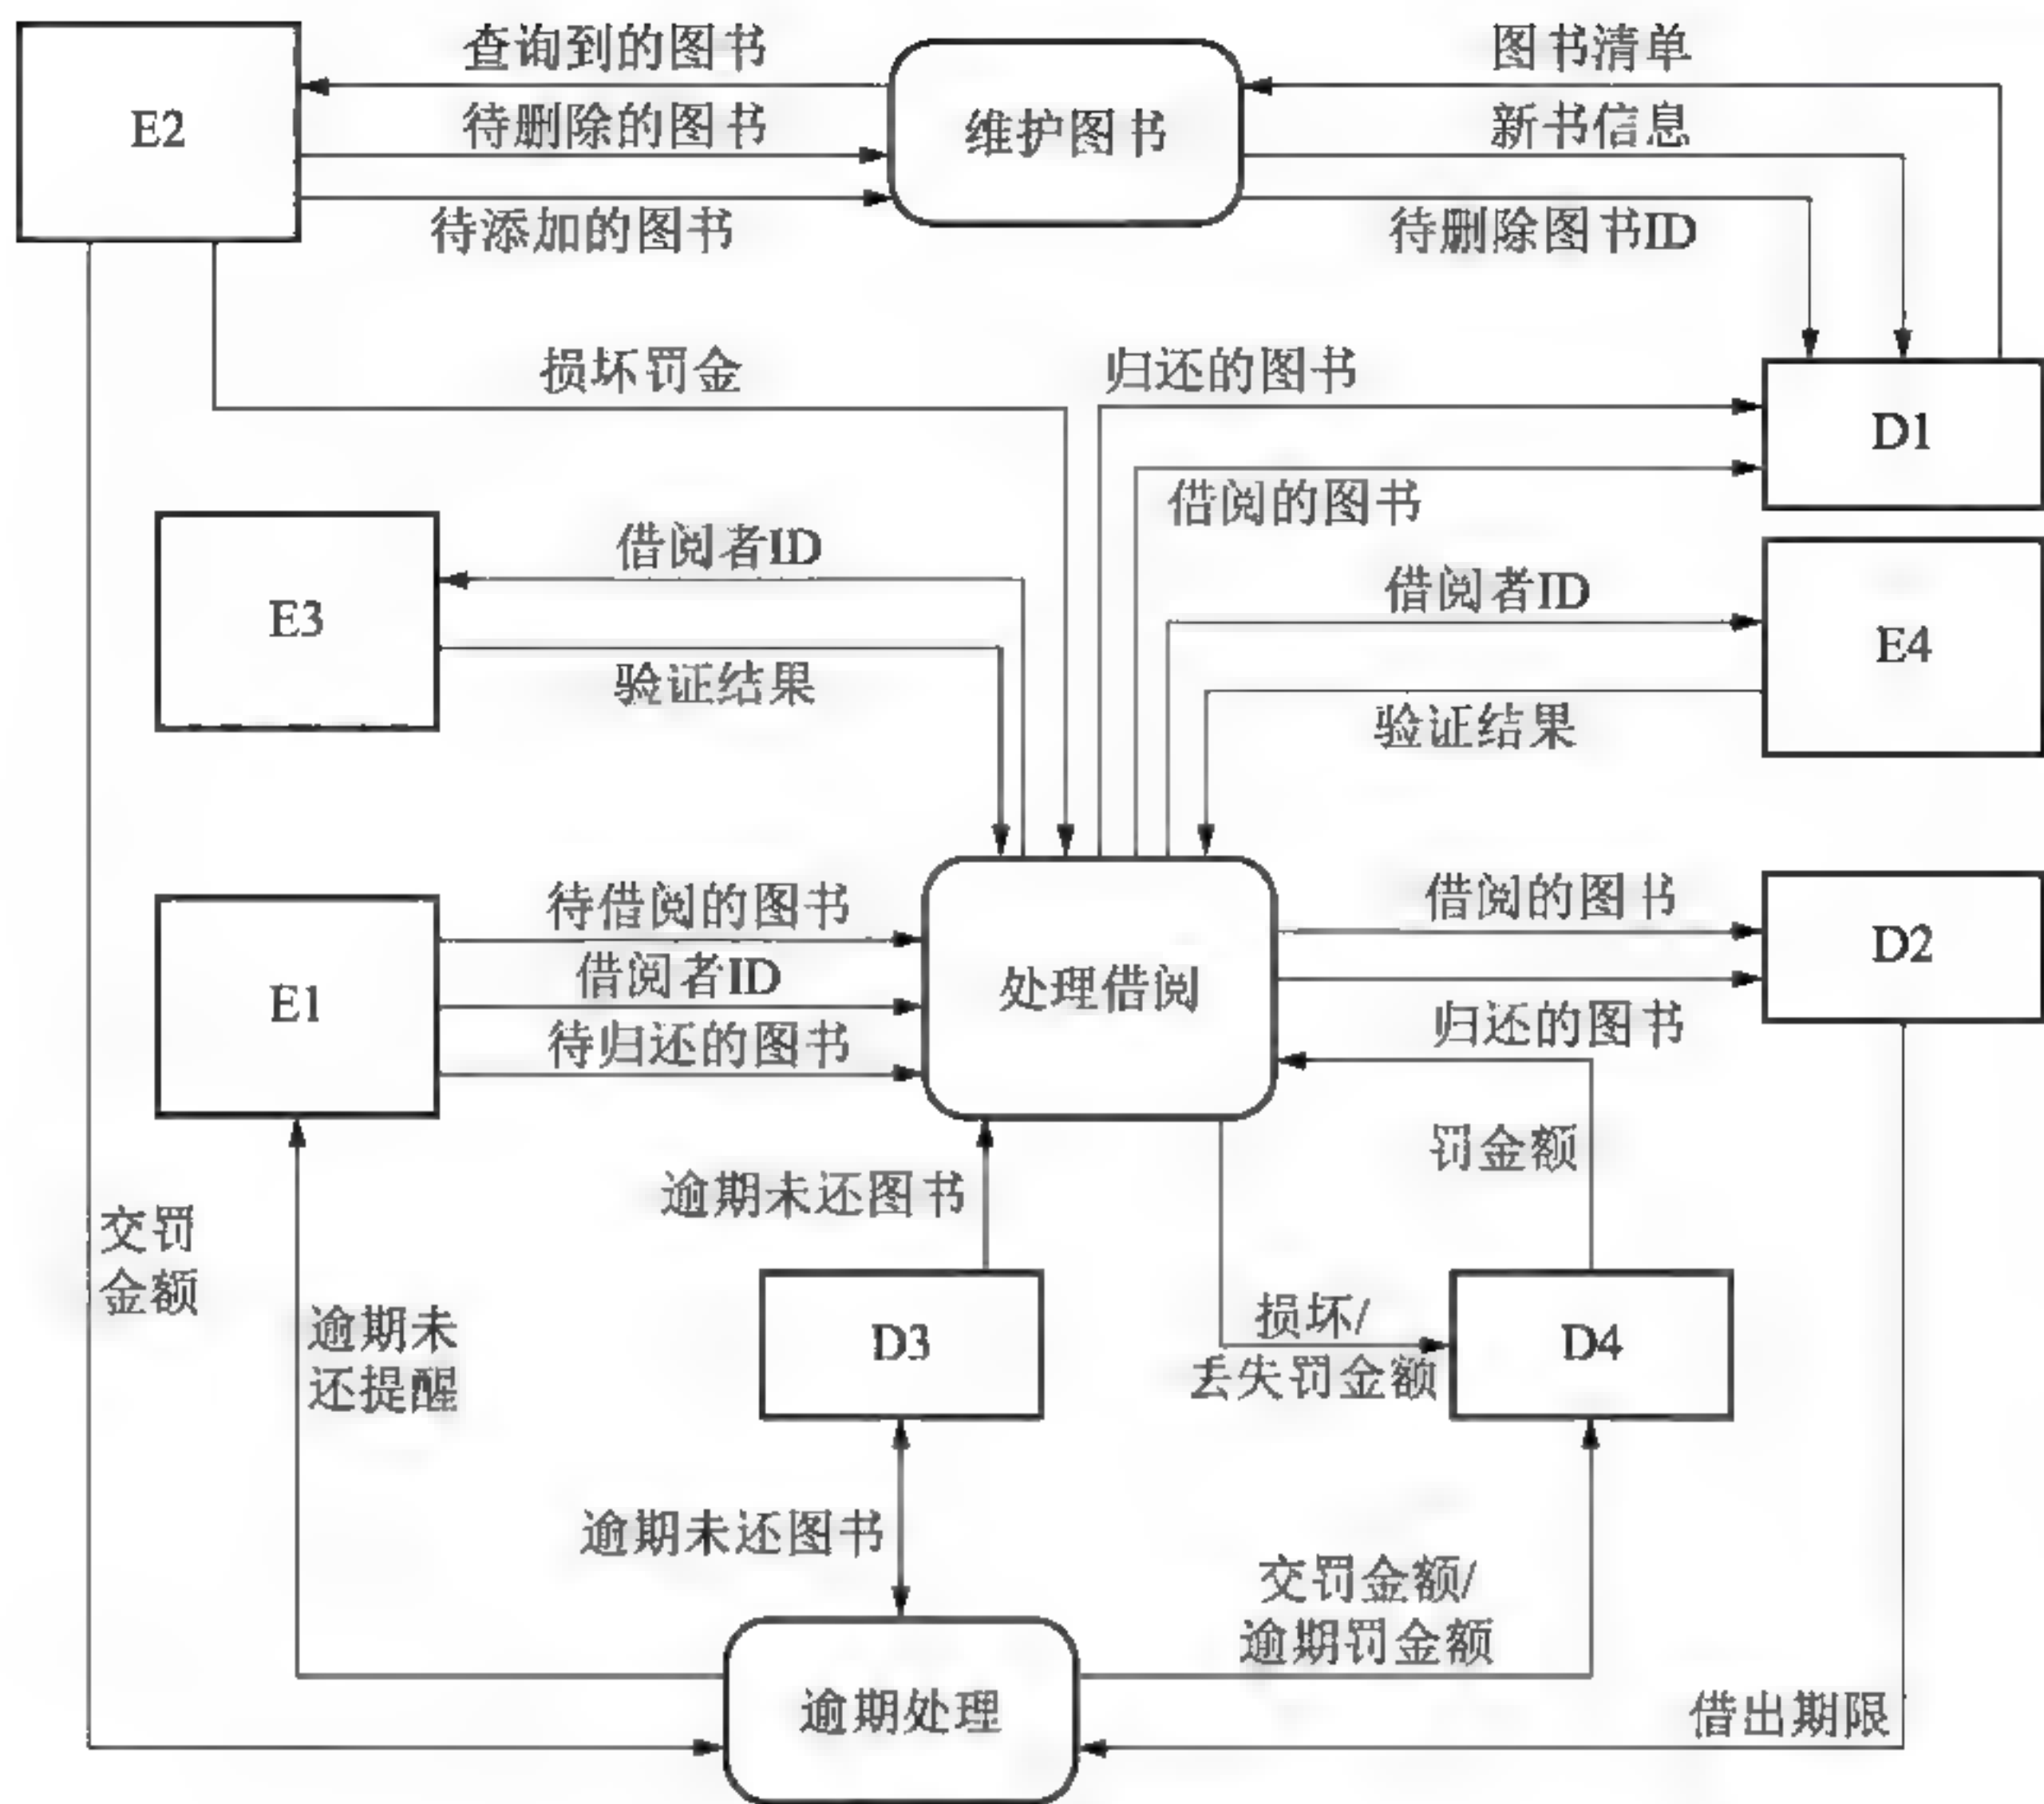 查询到的图书
图书清单
E2
待删除的图书
维护图书
新书信息
待添加的图书
待删除图书ID
损坏罚金
归还的图书
D1
借阅的图书
借阅者ID
E3
验证结果
借阅者ID
E4
验证结果
待借阅的图书
借阅的图书
E1
借阅者ID
处理借阅
D2
待归还的图书
归还的图书
逾期未还图书
罚金额
交罚
金额
逾期未
还提醒
D3
损坏/
丢失罚金额
D4
逾期未还图书
交罚金额/
逾期罚金额
逾期处理
借出期限